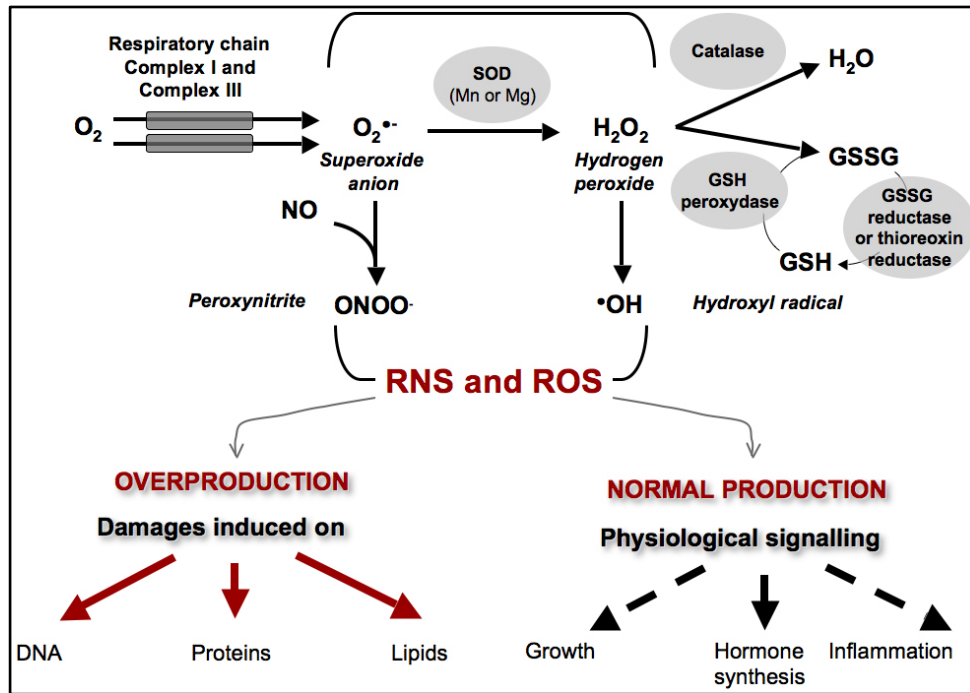 Respiratory chain
Complex I and
Complex III
O₂
O₂•-
Superoxide
anion
SOD
(Mn or Mg)
H₂O₂
Hydrogen
peroxide
Catalase
H₂O
GSSG
GSH
peroxydase
GSSG
reductase
or thioreoxin
reductase
GSH
NO
Peroxynitrite
ONOO-
•OH
Hydroxyl radical
RNS and ROS
OVERPRODUCTION
Damages induced on
DNA
Proteins
Lipids
NORMAL PRODUCTION
Physiological signalling
Growth
Hormone
synthesis
Inflammation